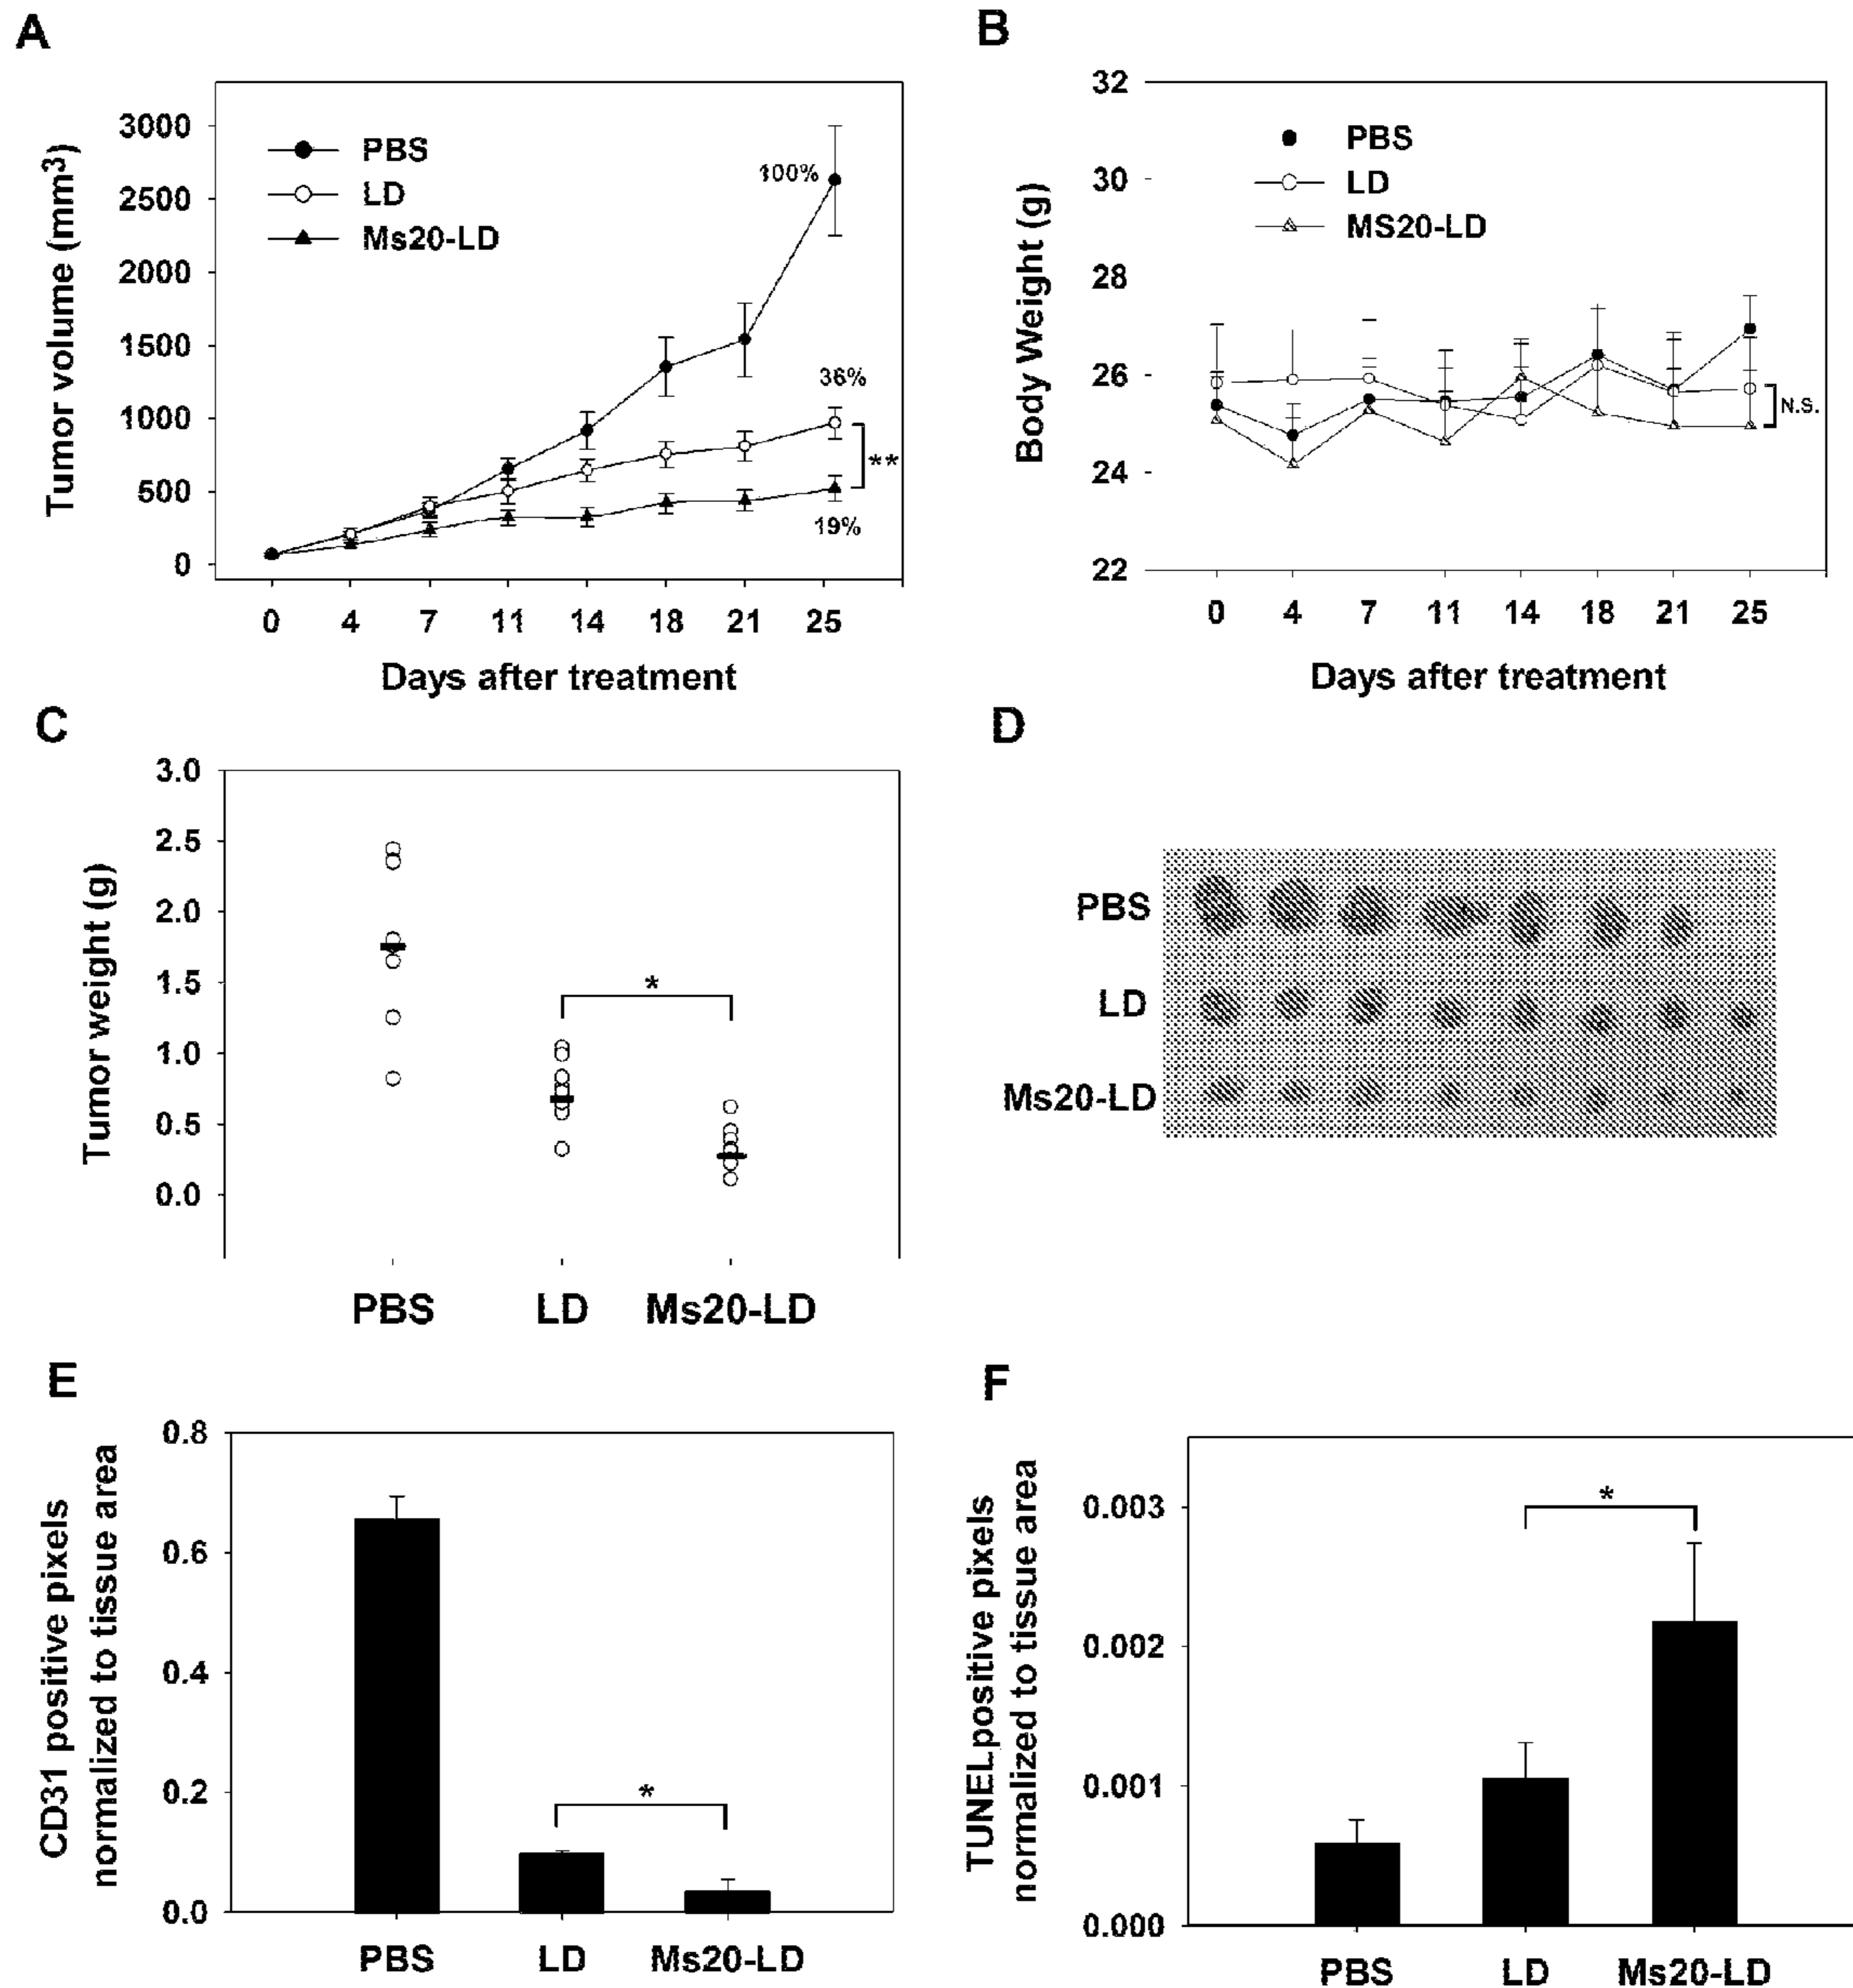 A
Tumor volume (mm3)
3000
2500
2000
1500
1000
500
0
PBS
LD
Ms20-LD
100%
36%
**
19%
0 4 7 11 14 18 21 25
Days after treatment
B
Body Weight (g)
32
30
28
26
24
22
PBS
LD
MS20-LD
N.S.
0 4 7 11 14 18 21 25
Days after treatment
C
Tumor weight (g)
3.0
2.5
2.0
1.5
1.0
0.5
0.0
*
PBS LD Ms20-LD
D
PBS
LD
Ms20-LD
E
CD31 positive pixels
normalized to tissue area
0.8
0.6
0.4
0.2
0.0
*
PBS LD Ms20-LD
F
TUNELpositive pixels
normalized to tissue area
0.003
0.002
0.001
0.000
*
PBS LD Ms20-LD